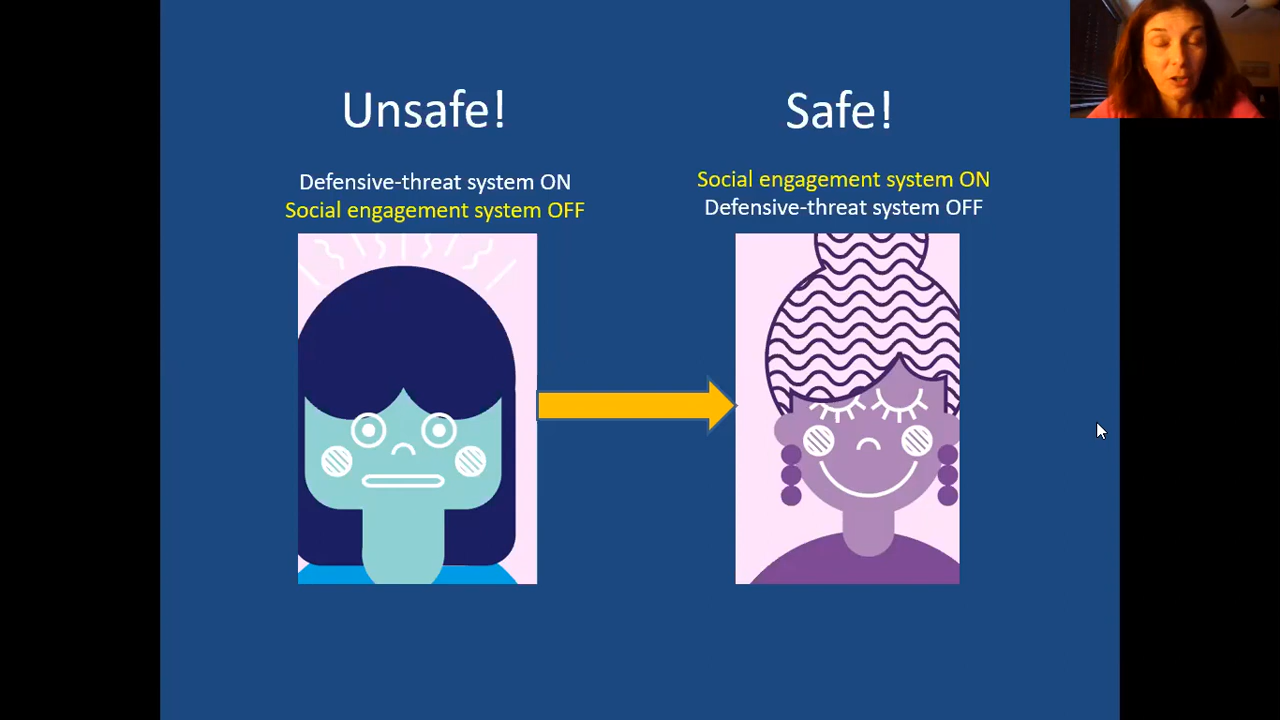 Unsafe!
Defensive-threat system ON
Social engagement system OFF
Safe!
Social engagement system ON
Defensive-threat system OFF